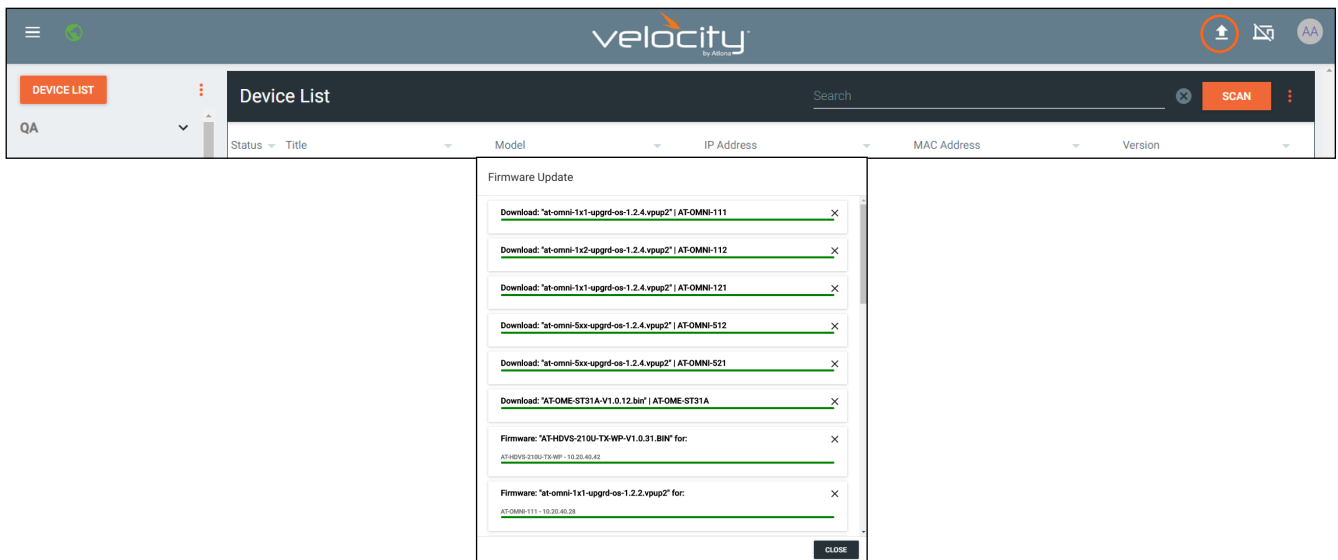 velocity
by Atlona
AA
DEVICE LIST
Device List
Search
SCAN
QA
Status Title Model IP Address MAC Address Version
Firmware Update
Download: "at-omni-1x1-upgrd-os-1.2.4.vpup2" | AT-OMNI-111
Download: "at-omni-1x2-upgrd-os-1.2.4.vpup2" | AT-OMNI-112
Download: "at-omni-1x1-upgrd-os-1.2.4.vpup2" | AT-OMNI-121
Download: "at-omni-5xx-upgrd-os-1.2.4.vpup2" | AT-OMNI-512
Download: "at-omni-5xx-upgrd-os-1.2.4.vpup2" | AT-OMNI-521
Download: "AT-OME-ST31A-V1.0.12.bin" | AT-OME-ST31A
Firmware: "AT-HDVS-210U-TX-WP-V1.0.31.BIN" for:
AT-HDVS-210U-TX-WP - 10.20.40.42
Firmware: "at-omni-1x1-upgrd-os-1.2.2.vpup2" for:
AT-OMNI-111 - 10.20.40.28
CLOSE